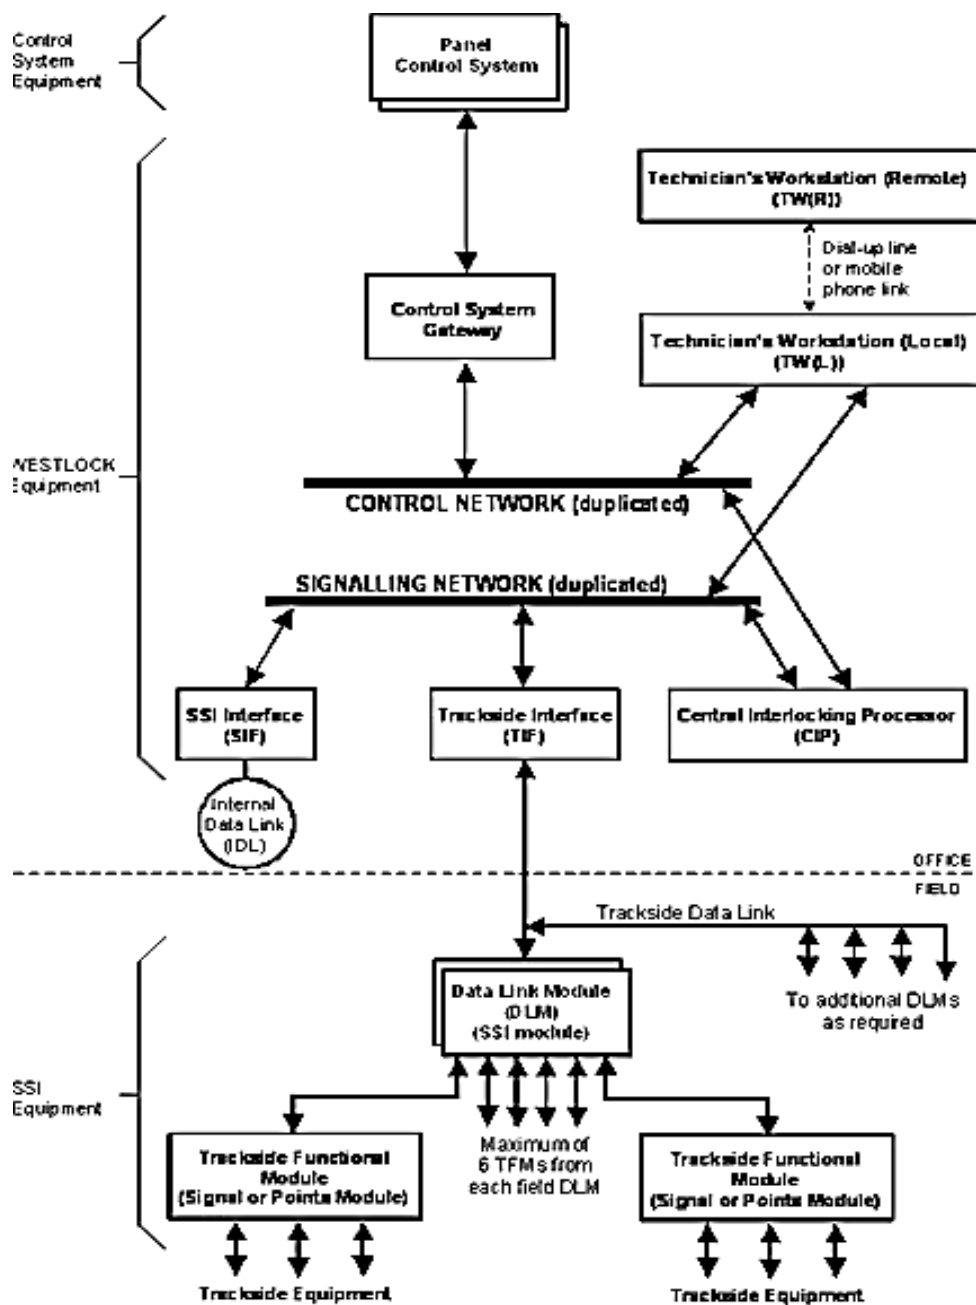 Control
System
Equipment
Panel
Control System
Technician's Workstation (Remote)
(TW(R))
Dial-up line
or mobile
phone link
Control System
Gateway
Technician's Workstation (Local)
(TW(L))
WESTLOCK
Equipment
CONTROL NETWORK (duplicated)
SIGNALLING NETWORK (duplicated)
SSI Interface
(SIF)
Trackside Interface
(TIF)
Central Interlocking Processor
(CIP)
Internal
Data Link
(IDL)
OFFICE
FIELD
Trackside Data Link
Data Link Module
(DLM)
(SSI module)
To additional DLMs
as required
SSI
Equipment
Maximum of
6 TFMs from
each field DLM
Trackside Functional
Module
(Signal or Points Module)
Trackside Functional
Module
(Signal or Points Module)
Trackside Equipment
Trackside Equipment